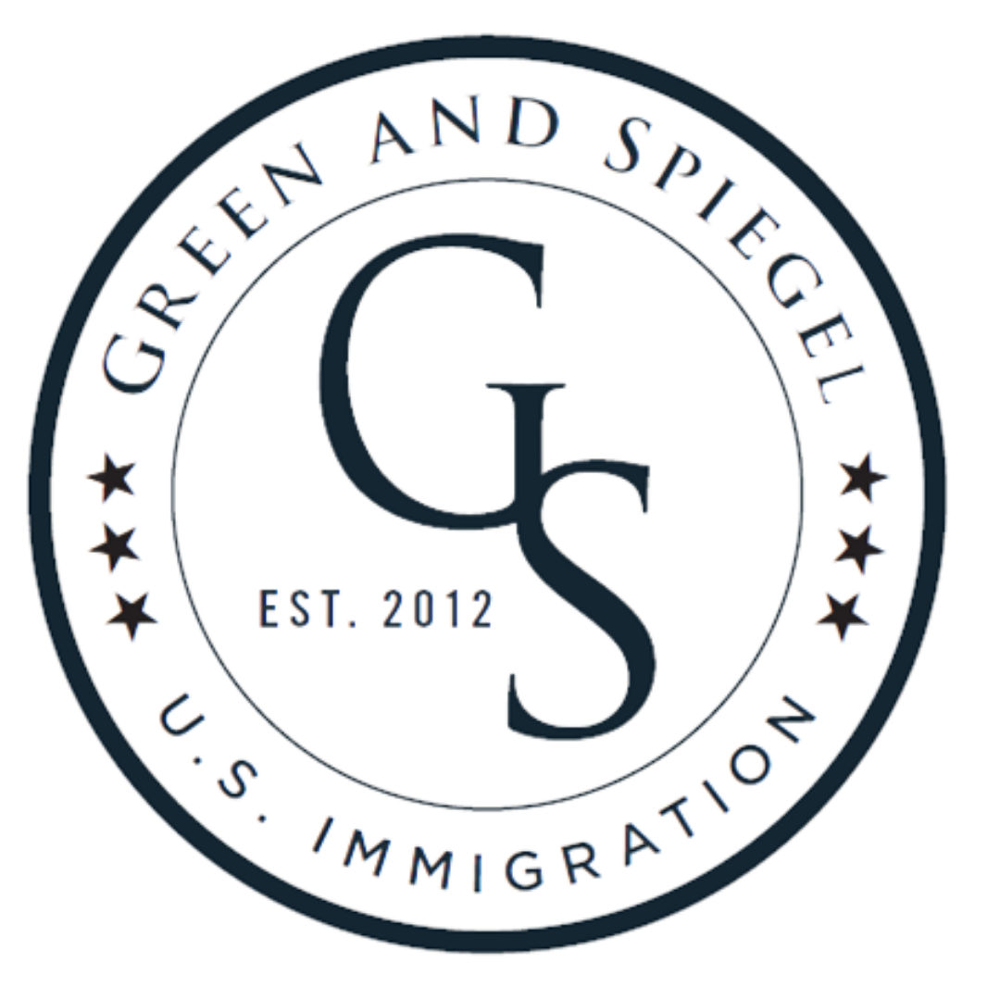 GREEN AND SPIEGEL
GS
EST. 2012
U.S. IMMIGRATION